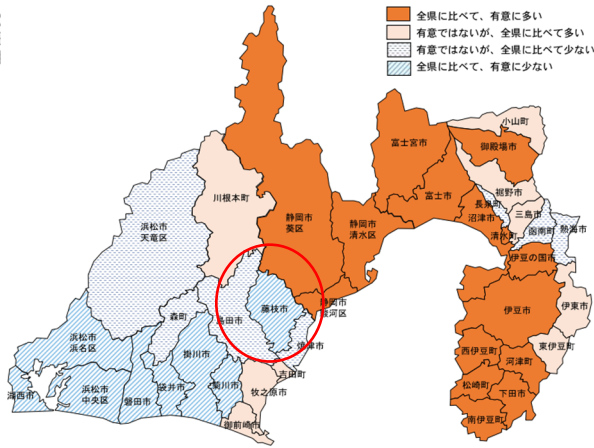 全県に比べて、有意に多い
有意ではないが、全県に比べて多い
有意ではないが、全県に比べて少ない
全県に比べて、有意に少ない
小山町
御殿場市
富士宮市
裾野市
富士市
長泉町
沼津市
三島市
清水町
函南町
熱海市
川根本町
静岡市
葵区
静岡市
清水区
浜松市
天竜区
伊豆の国市
伊豆市
伊東市
静岡市
駿河区
藤枝市
島田市
森町
焼津市
東伊豆町
西伊豆町
河津町
浜松市
浜名区
掛川市
吉田町
松崎町
下田市
湖西市
浜松市
中央区
磐田市
袋井市
菊川市
牧之原市
南伊豆町
御前崎市